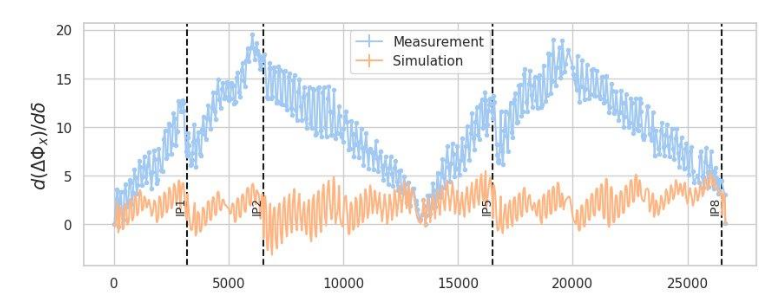 20
Measurement
Simulation
15
d(ΔΦₓ)/dδ
10
5
0
IP1
IP2
IP5
IP8
0 5000 10000 15000 20000 25000